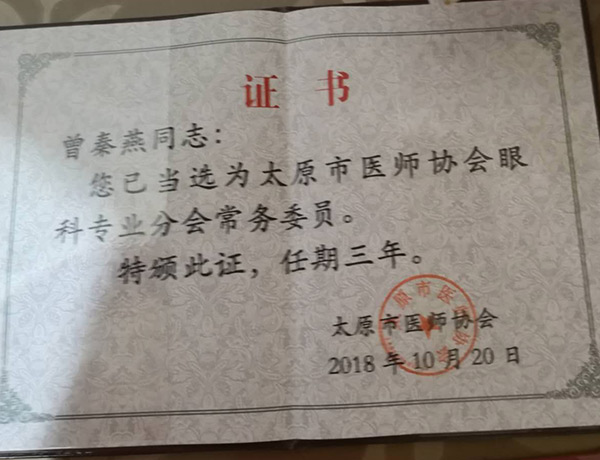 证书
曾秦燕同志：
您已当选为太原市医师协会眼
科专业分会常务委员。
特颁此证，任期三年。
太原市医师协会
2018年10月20日